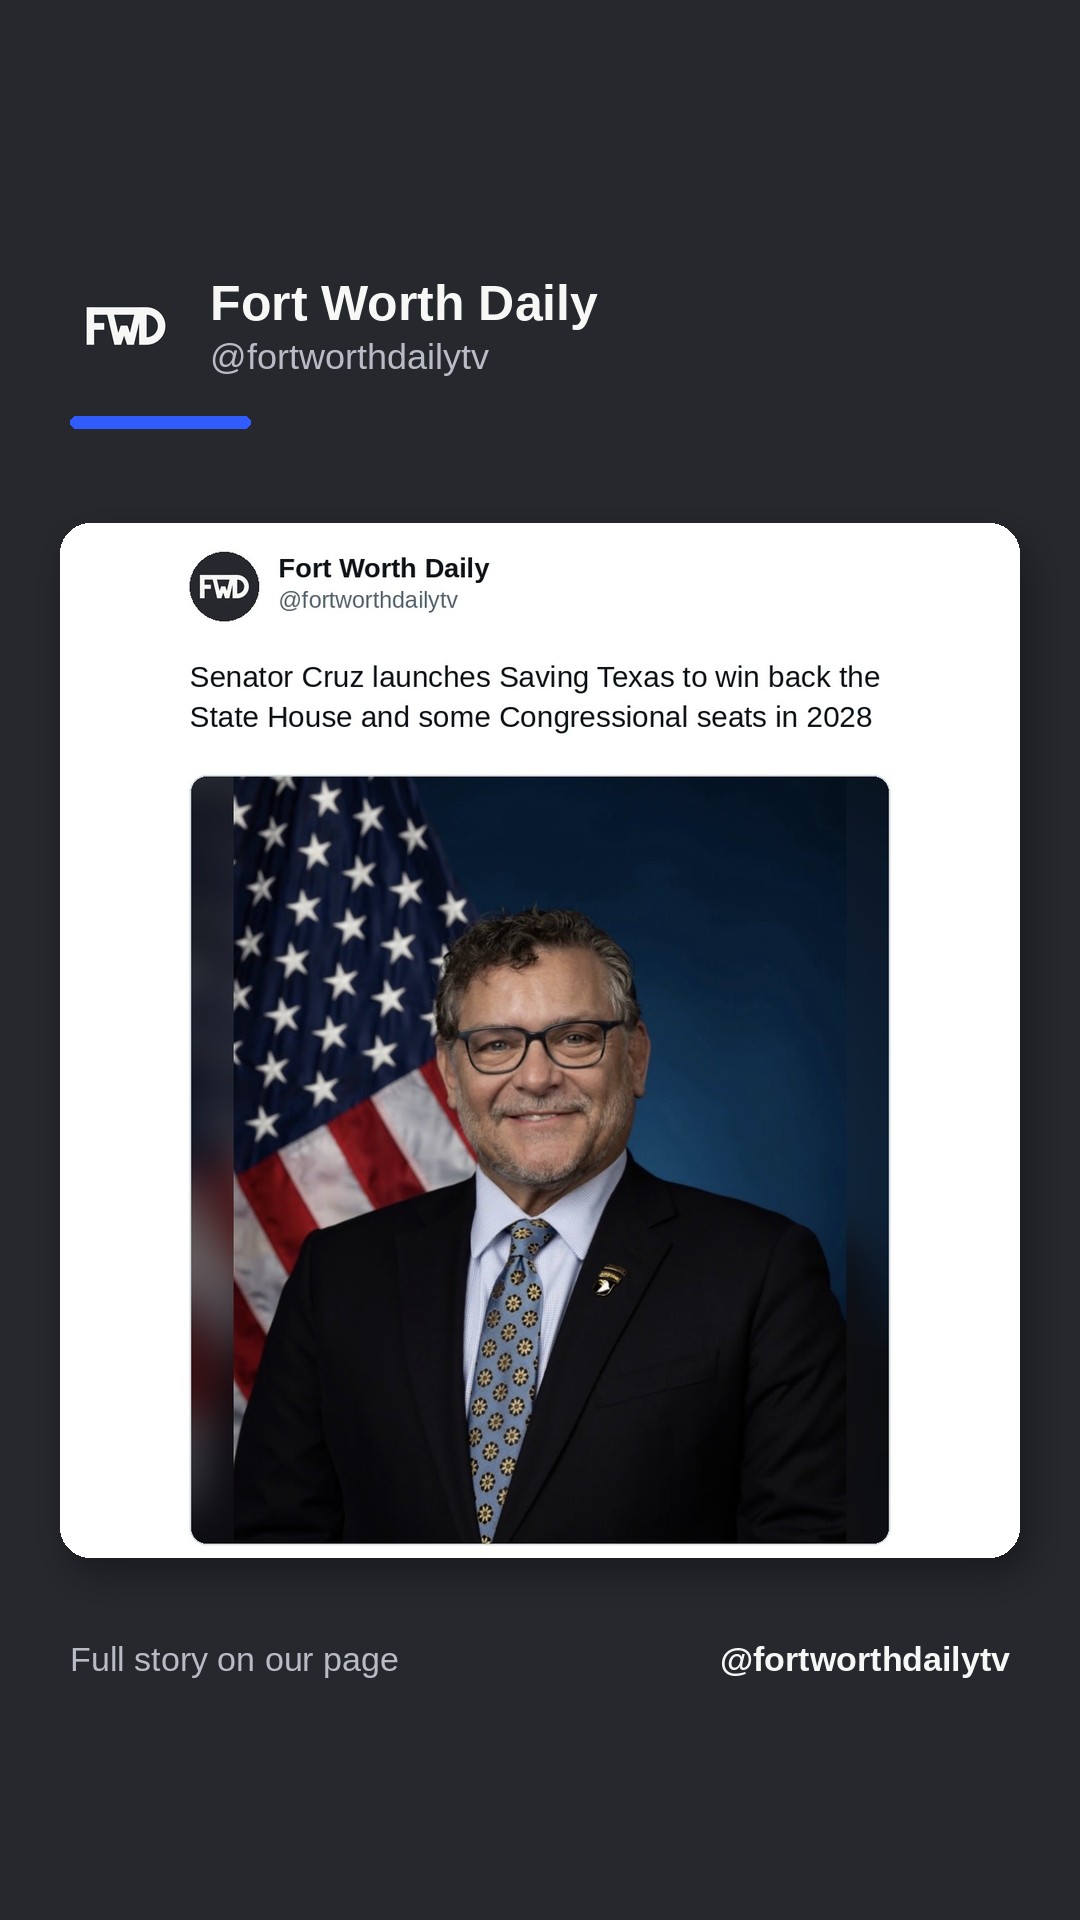 FWD
Fort Worth Daily
@fortworthdailytv
FWD
Fort Worth Daily
@fortworthdailytv
Senator Cruz launches Saving Texas to win back the
State House and some Congressional seats in 2028
Full story on our page
@fortworthdailytv